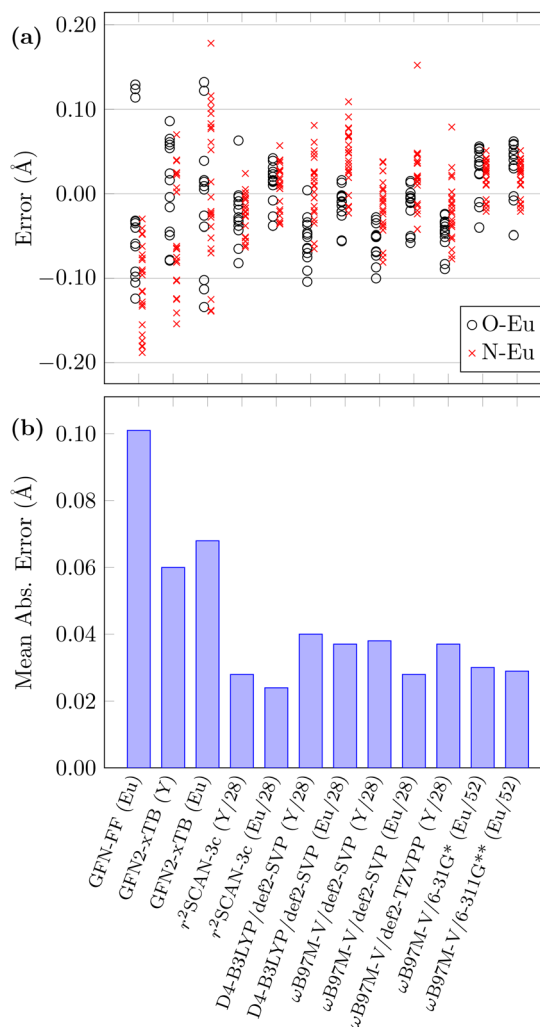 (a)
0.20
0.10
0.00
−0.10
−0.20
Error (Å)
O-Eu
N-Eu
(b)
0.10
0.08
0.06
0.04
0.02
0.00
Mean Abs. Error (Å)
GFN-FF (Eu)
GFN2-xTB (Y)
GFN2-xTB (Eu)
r²SCAN-3c (Y/28)
r²SCAN-3c (Eu/28)
D4-B3LYP/def2-SVP (Y/28)
D4-B3LYP/def2-SVP (Eu/28)
ωB97M-V/def2-SVP (Y/28)
ωB97M-V/def2-SVP (Eu/28)
ωB97M-V/def2-TZVPP (Y/28)
ωB97M-V/6-31G* (Eu/52)
ωB97M-V/6-311G** (Eu/52)